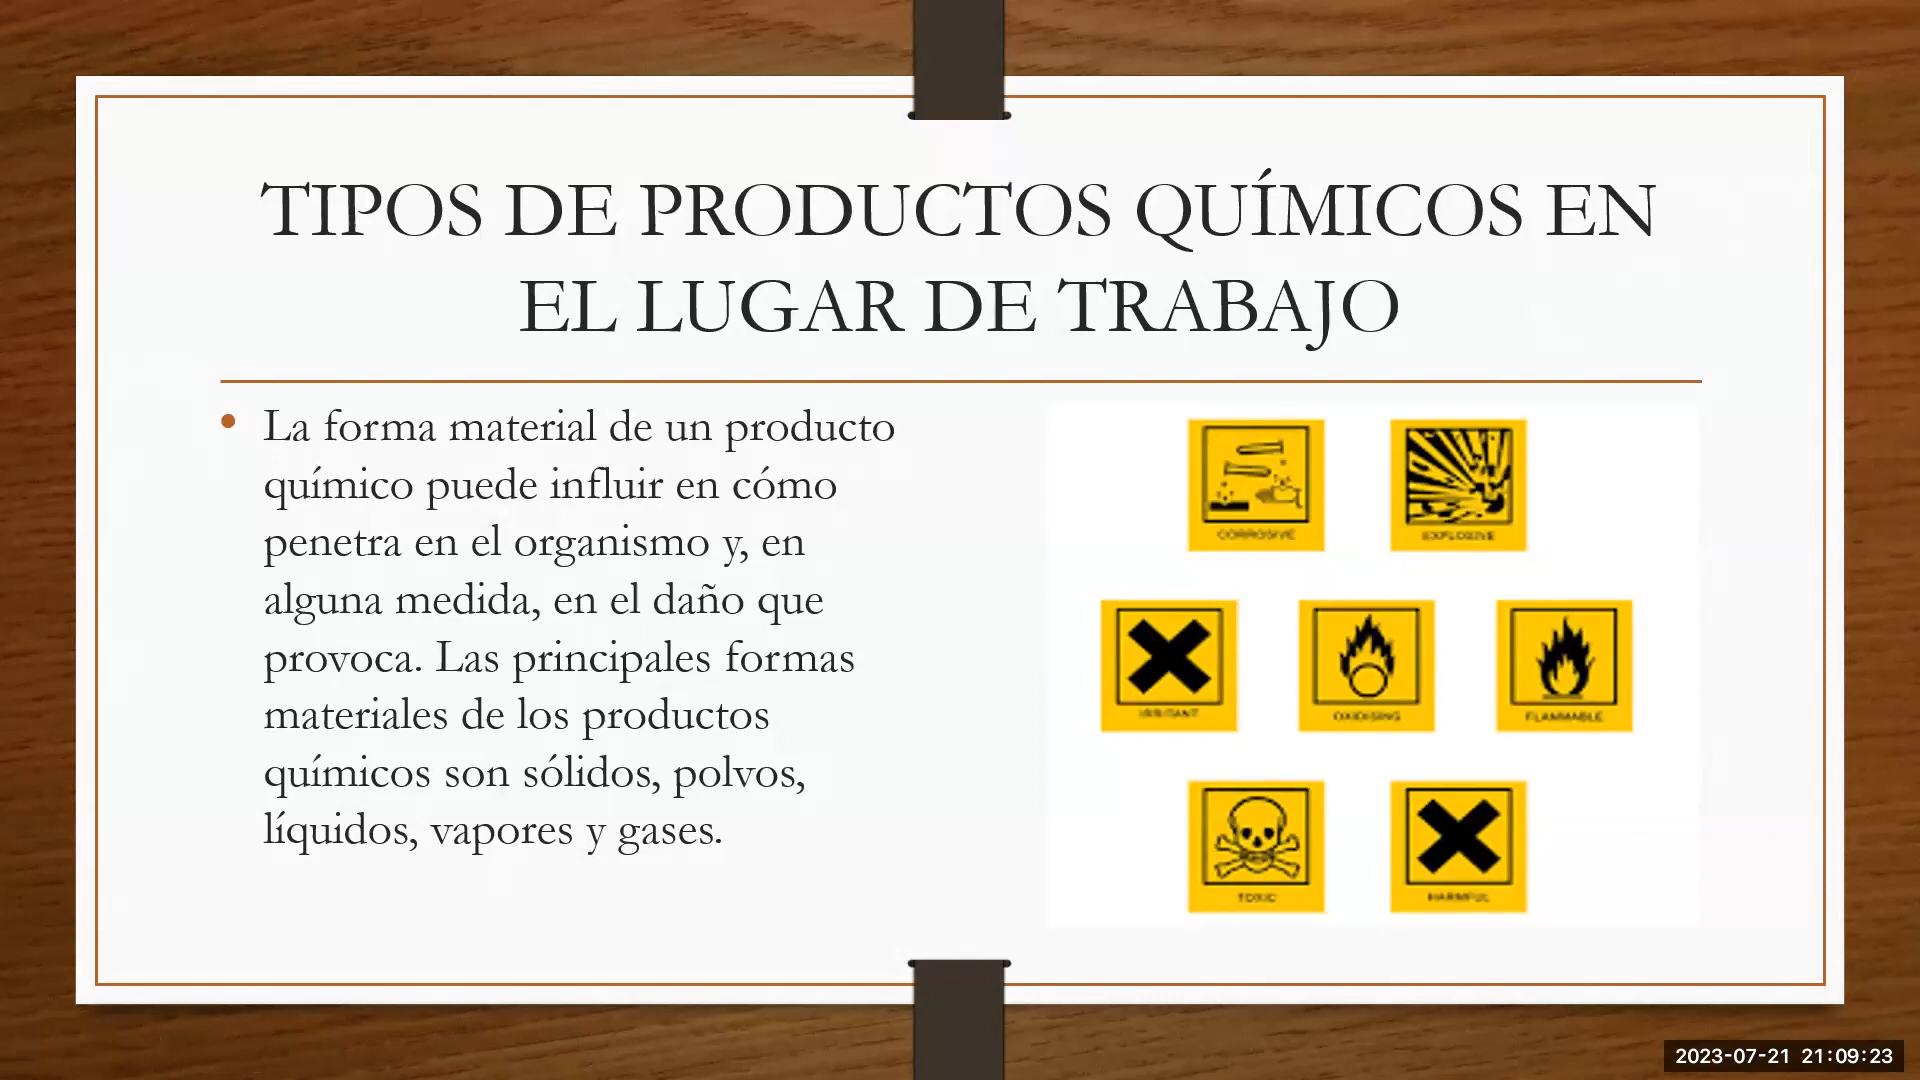 TIPOS DE PRODUCTOS QUÍMICOS EN
EL LUGAR DE TRABAJO
• La forma material de un producto
químico puede influir en cómo
penetra en el organismo y, en
alguna medida, en el daño que
provoca. Las principales formas
materiales de los productos
químicos son sólidos, polvos,
líquidos, vapores y gases.
CORROSIVE
EXPLOSIVE
IRRITANT
OXIDISING
FLAMMABLE
TOXIC
HARMFUL
2023-07-21 21:09:23